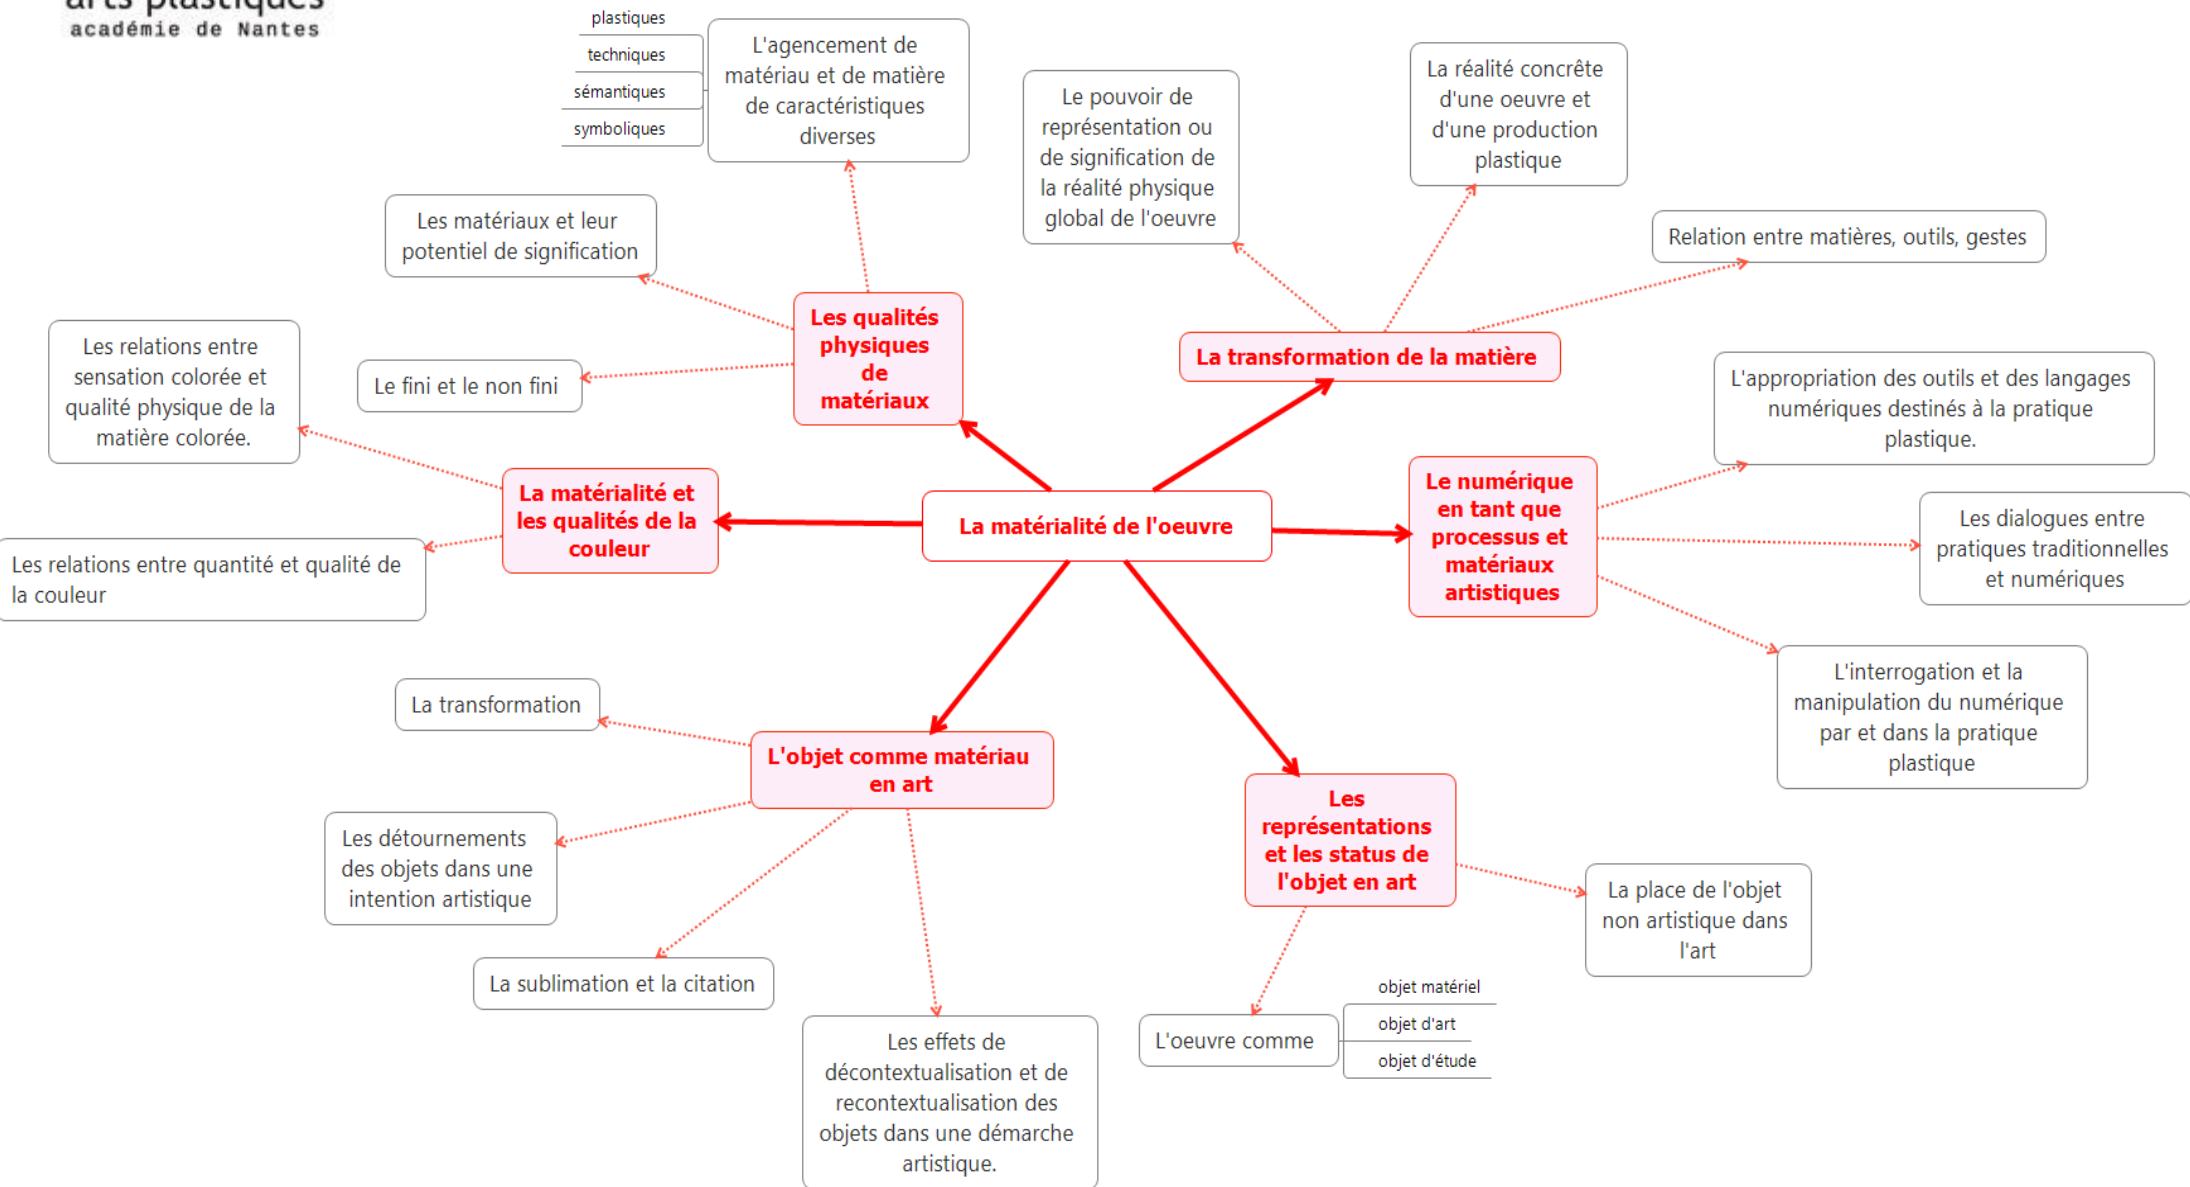 arts plastiques
académie de Nantes
plastiques
techniques
sémantiques
symboliques
L'agencement de
matériau et de matière
de caractéristiques
diverses
Le pouvoir de
représentation ou
de signification de
la réalité physique
global de l'oeuvre
La réalité concrête
d'une oeuvre et
d'une production
plastique
Les matériaux et leur
potentiel de signification
Relation entre matières, outils, gestes
Les qualités
physiques
de
matériaux
La transformation de la matière
Les relations entre
sensation colorée et
qualité physique de la
matière colorée.
Le fini et le non fini
L'appropriation des outils et des langages
numériques destinés à la pratique
plastique.
La matérialité et
les qualités de la
couleur
La matérialité de l'oeuvre
Le numérique
en tant que
processus et
matériaux
artistiques
Les dialogues entre
pratiques traditionnelles
et numériques
Les relations entre quantité et qualité de
la couleur
L'interrogation et la
manipulation du numérique
par et dans la pratique
plastique
La transformation
L'objet comme matériau
en art
Les
représentations
et les status de
l'objet en art
Les détournements
des objets dans une
intention artistique
La place de l'objet
non artistique dans
l'art
La sublimation et la citation
Les effets de
décontextualisation et de
recontextualisation des
objets dans une démarche
artistique.
L'oeuvre comme
objet matériel
objet d'art
objet d'étude